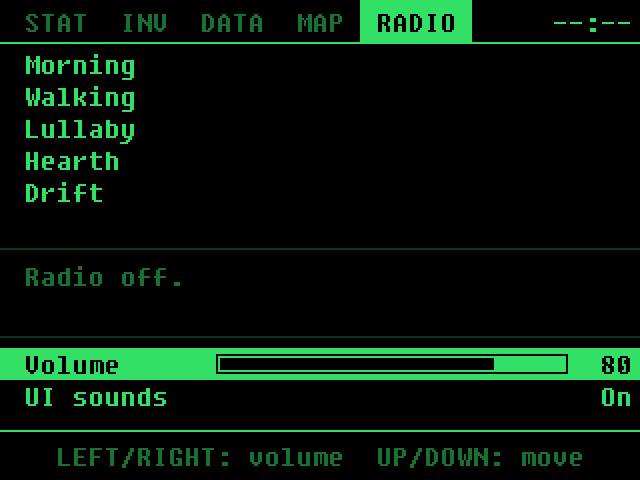 STAT INV DATA MAP RADIO --:--
Morning
Walking
Lullaby
Hearth
Drift
Radio off.
Volume 80
UI sounds On
LEFT/RIGHT: volume UP/DOWN: move